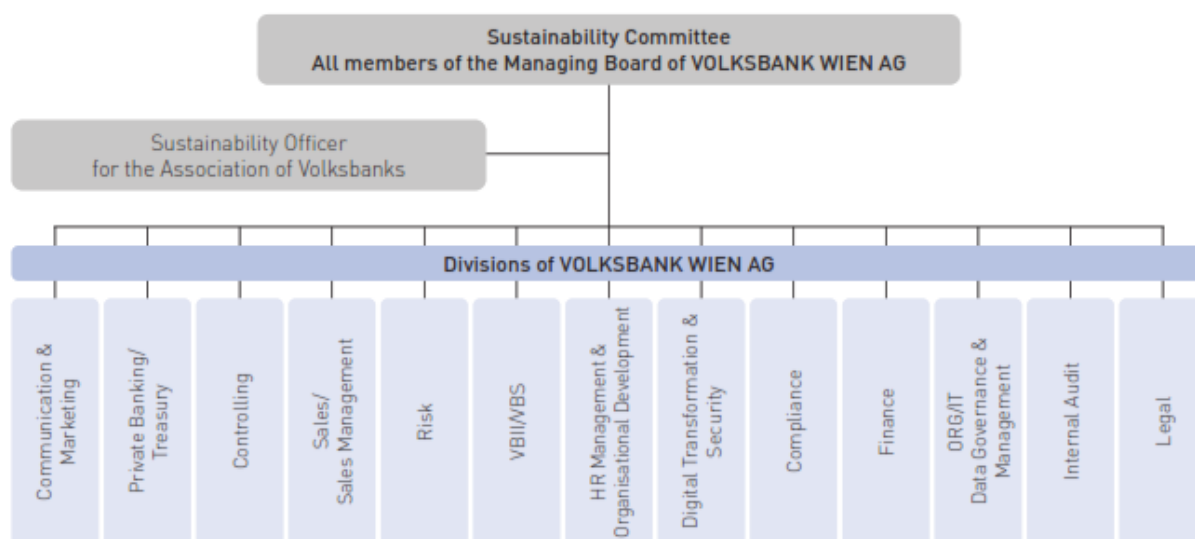 Sustainability Committee
All members of the Managing Board of VOLKSBANK WIEN AG
Sustainability Officer
for the Association of Volksbanks
Divisions of VOLKSBANK WIEN AG
Communication &
Marketing
Private Banking/
Treasury
Controlling
Sales/
Sales Management
Risk
VBII/VBS
HR Management &
Organisational Development
Digital Transformation &
Security
Compliance
Finance
ORG/IT
Data Governance &
Management
Internal Audit
Legal